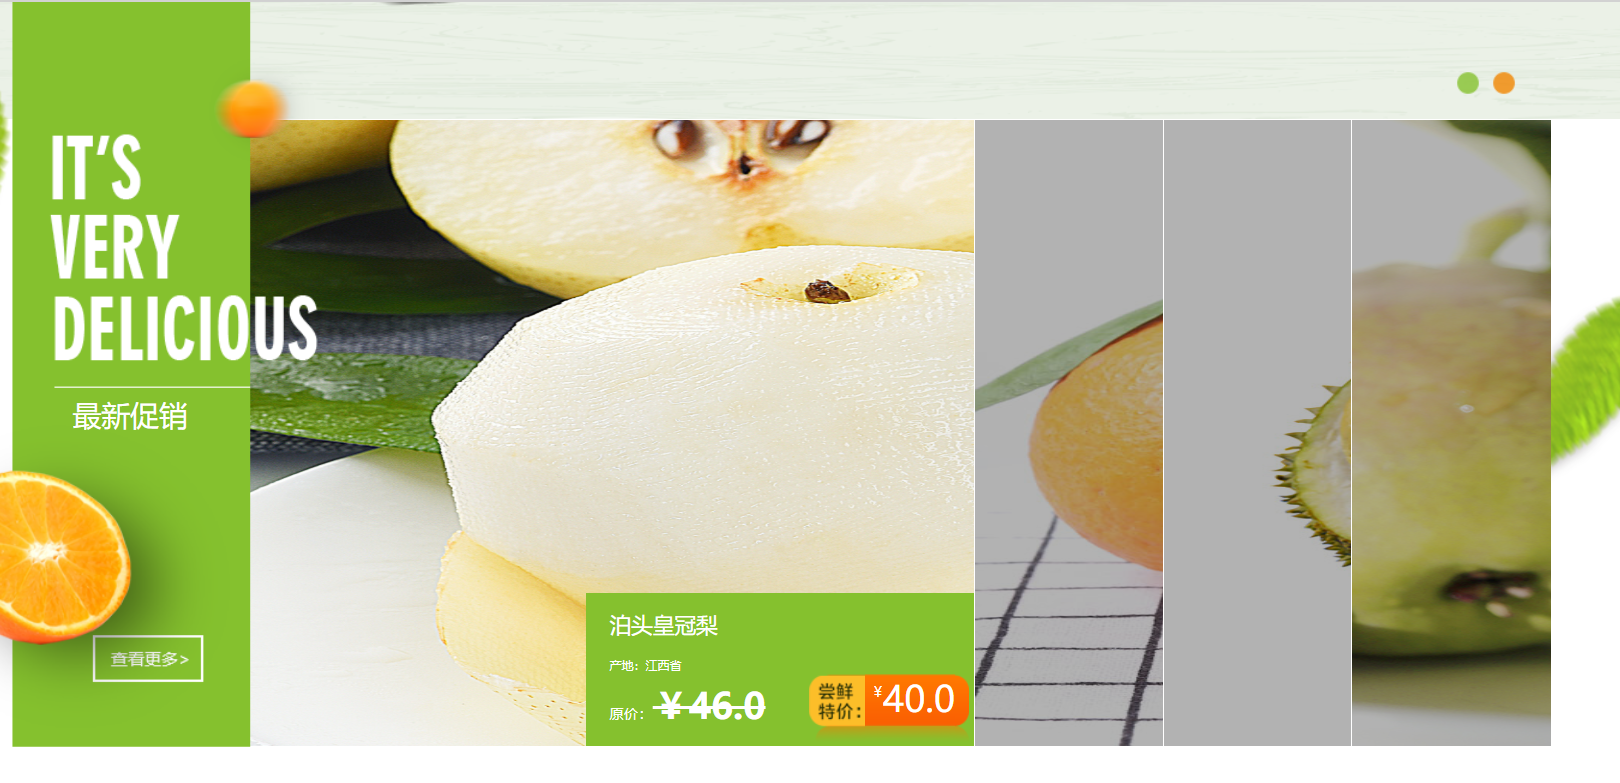 IT'S
VERY
DELICIOUS
最新促销
查看更多>
泊头皇冠梨
产地：江西省
原价：￥46.0
尝鲜
特价：
¥40.0